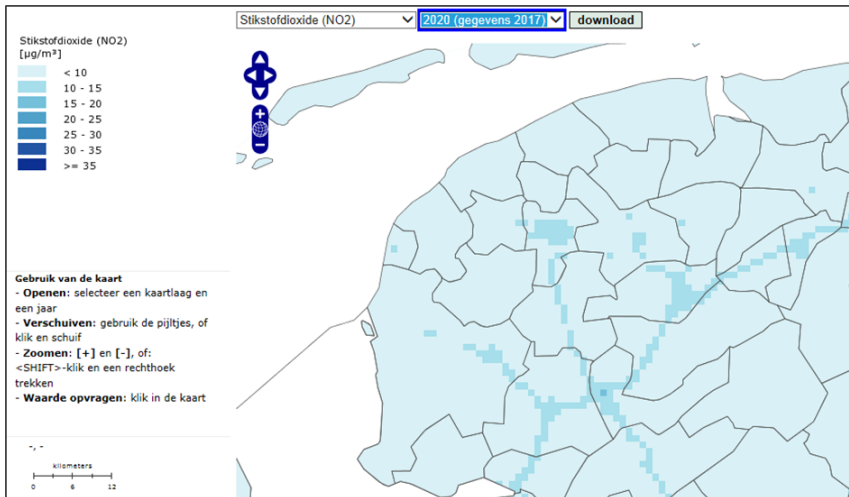 Stikstofdioxide (NO2) 2020 (gegevens 2017) download
Stikstofdioxide (NO2)
[µg/m³]
< 10
10 - 15
15 - 20
20 - 25
25 - 30
30 - 35
>= 35
Gebruik van de kaart
- Openen: selecteer een kaartlaag en
een jaar
- Verschuiven: gebruik de pijltjes, of
klik en schuif
- Zoomen: [+] en [-], of:
<SHIFT>-klik en een rechthoek
trekken
- Waarde opvragen: klik in de kaart
-, -
kilometers
0 6 12